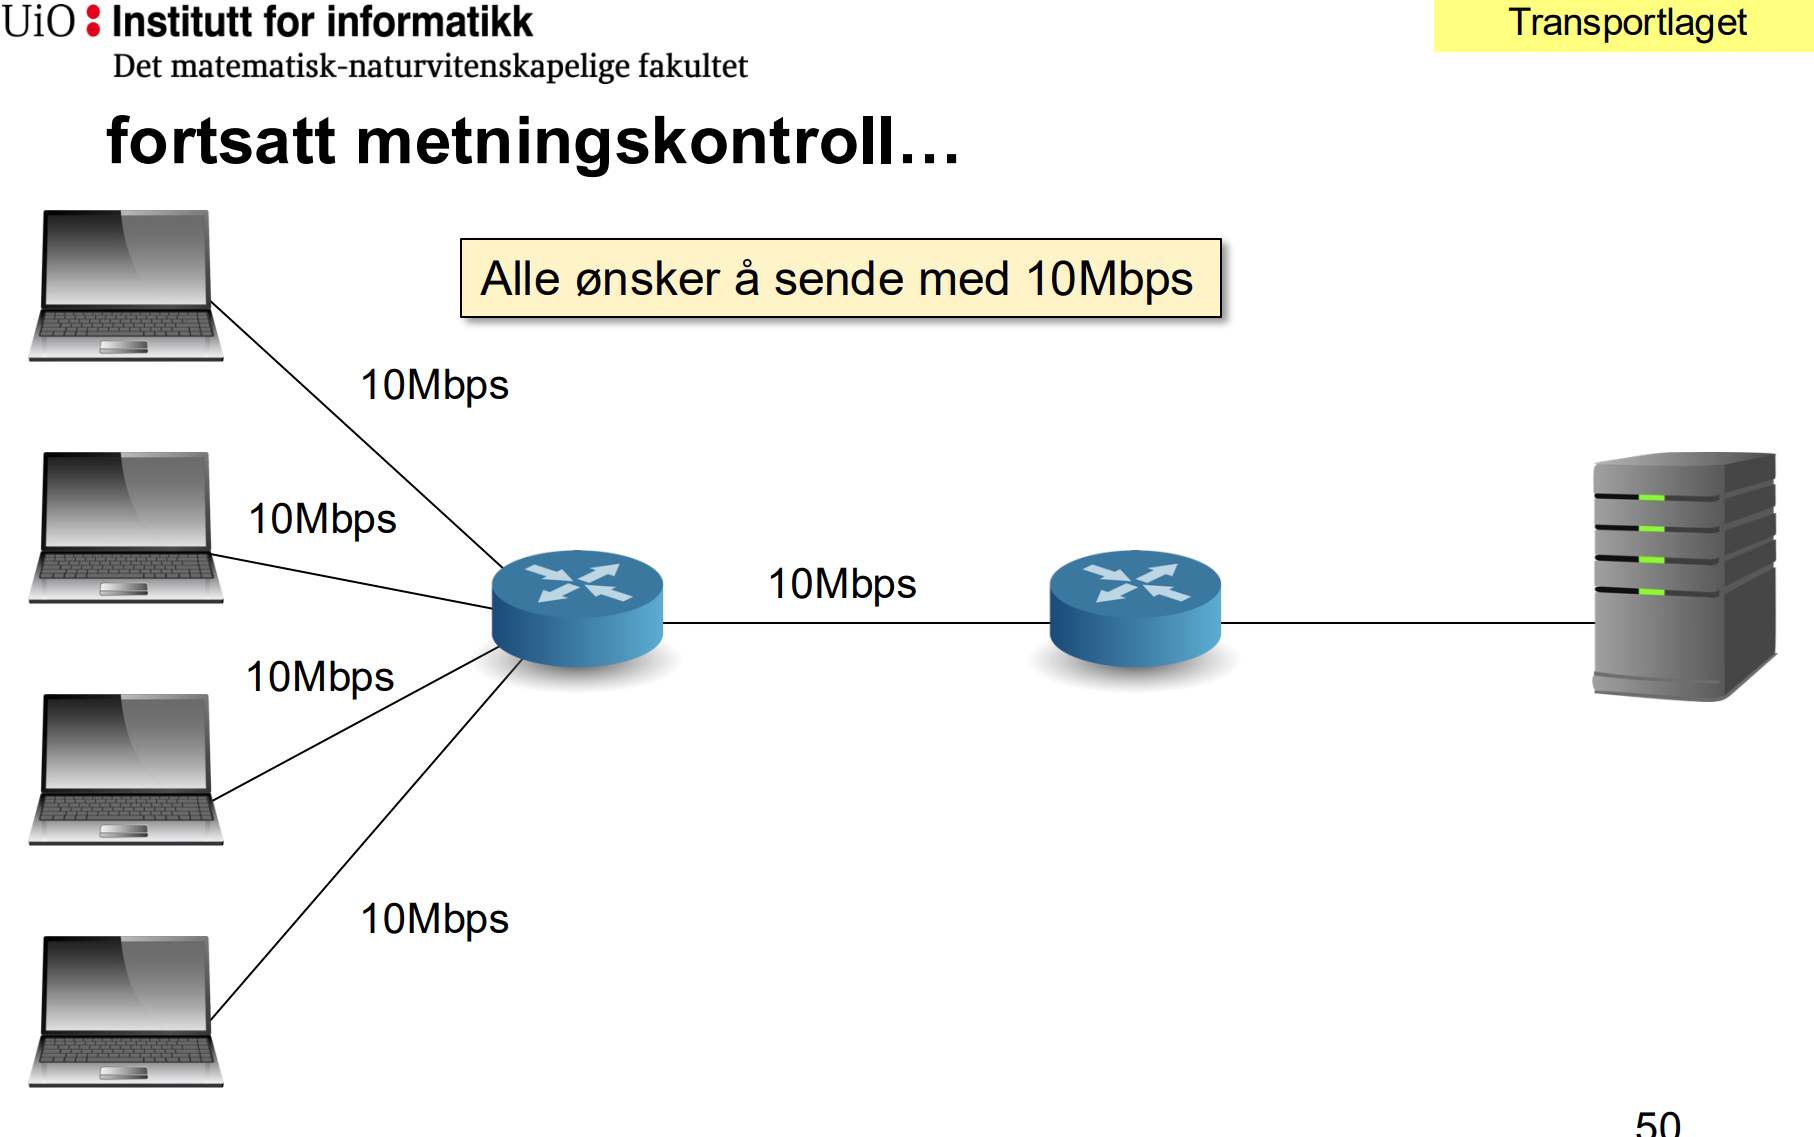 UiO Institutt for informatikk
Transportlaget
Det matematisk-naturvitenskapelige fakultet
fortsatt metningskontroll...
Alle ønsker å sende med 10Mbps
10Mbps
10Mbps
10Mbps
10Mbps
10Mbps
50